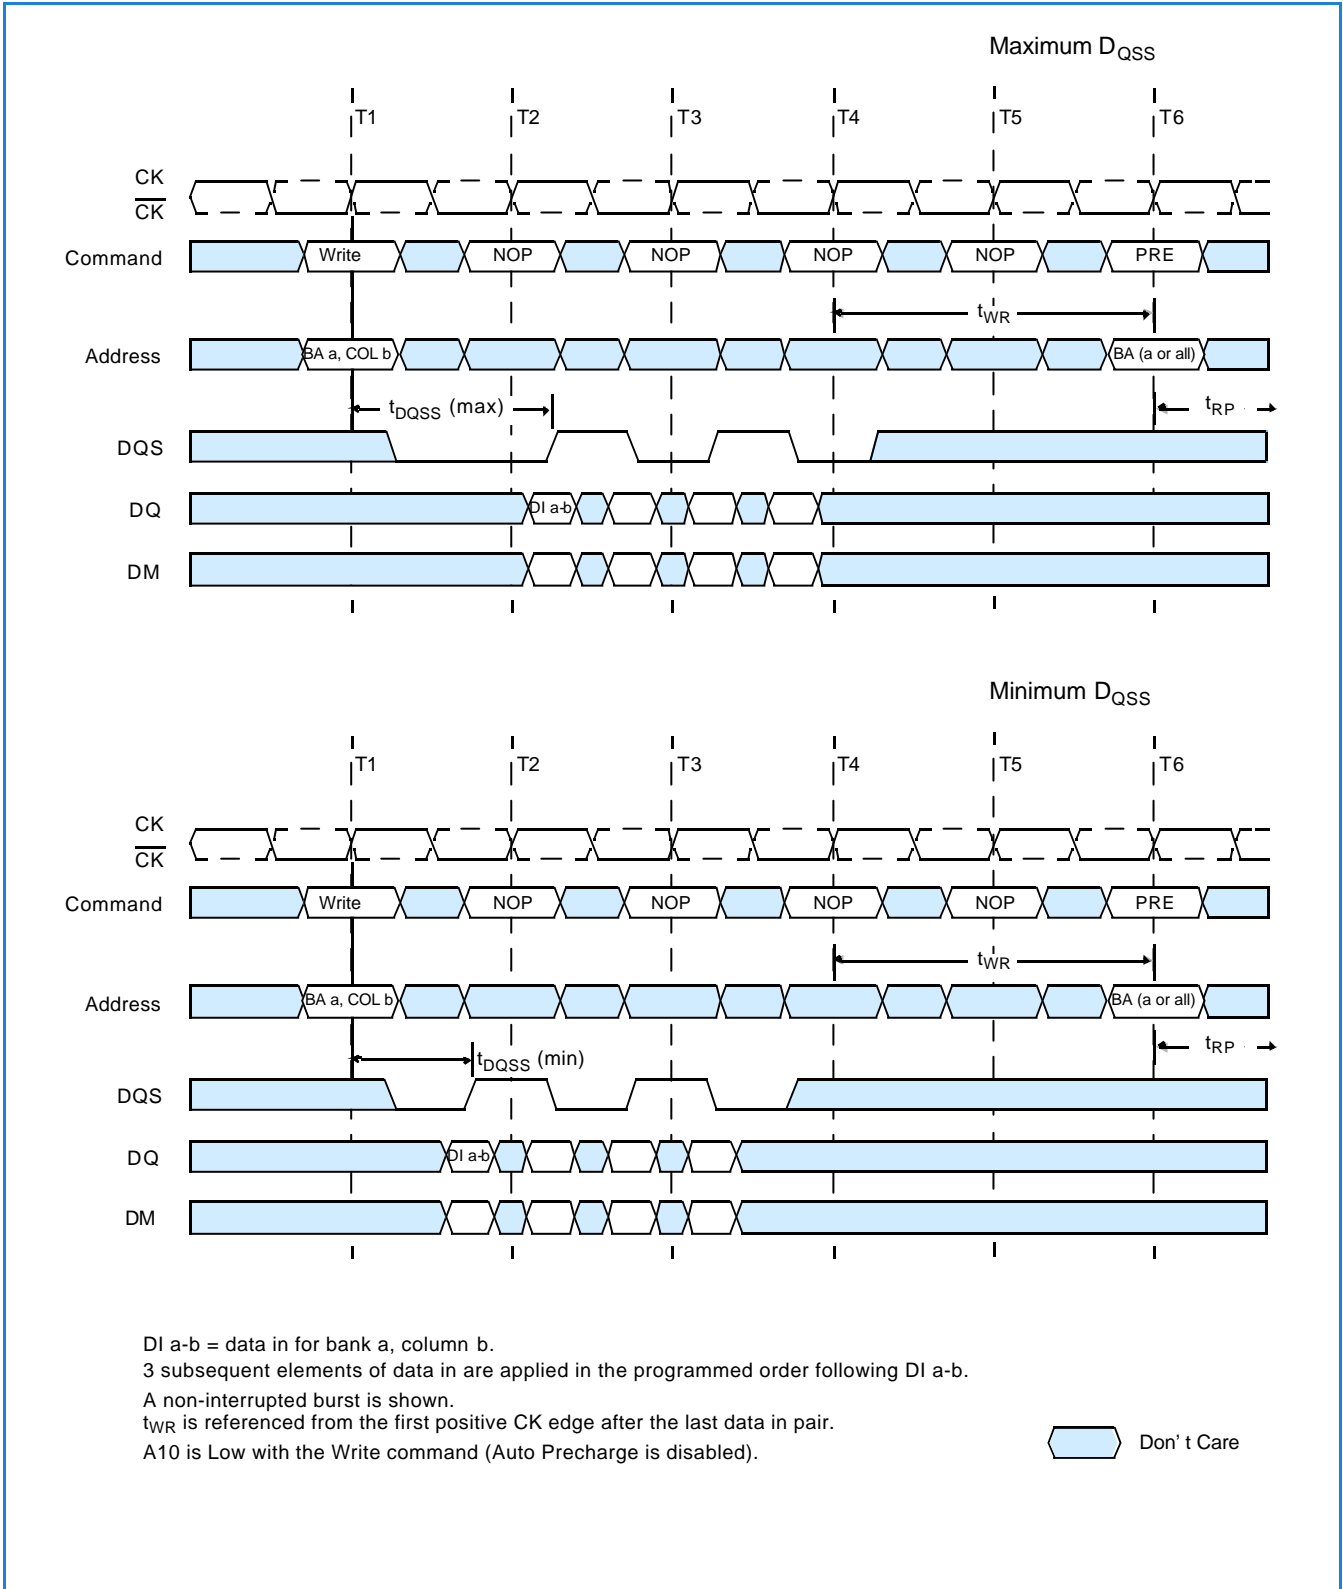 Maximum DQSS
T1 T2 T3 T4 T5 T6
CK
CK
Command Write NOP NOP NOP NOP PRE
tWR
Address BA a, COL b BA (a or all)
tDQSS (max) tRP
DQS
DQ DI a-b
DM
Minimum DQSS
T1 T2 T3 T4 T5 T6
CK
CK
Command Write NOP NOP NOP NOP PRE
tWR
Address BA a, COL b BA (a or all)
tDQSS (min) tRP
DQS
DQ DI a-b
DM
DI a-b = data in for bank a, column b.
3 subsequent elements of data in are applied in the programmed order following DI a-b.
A non-interrupted burst is shown.
tWR is referenced from the first positive CK edge after the last data in pair.
A10 is Low with the Write command (Auto Precharge is disabled).
Don' t Care